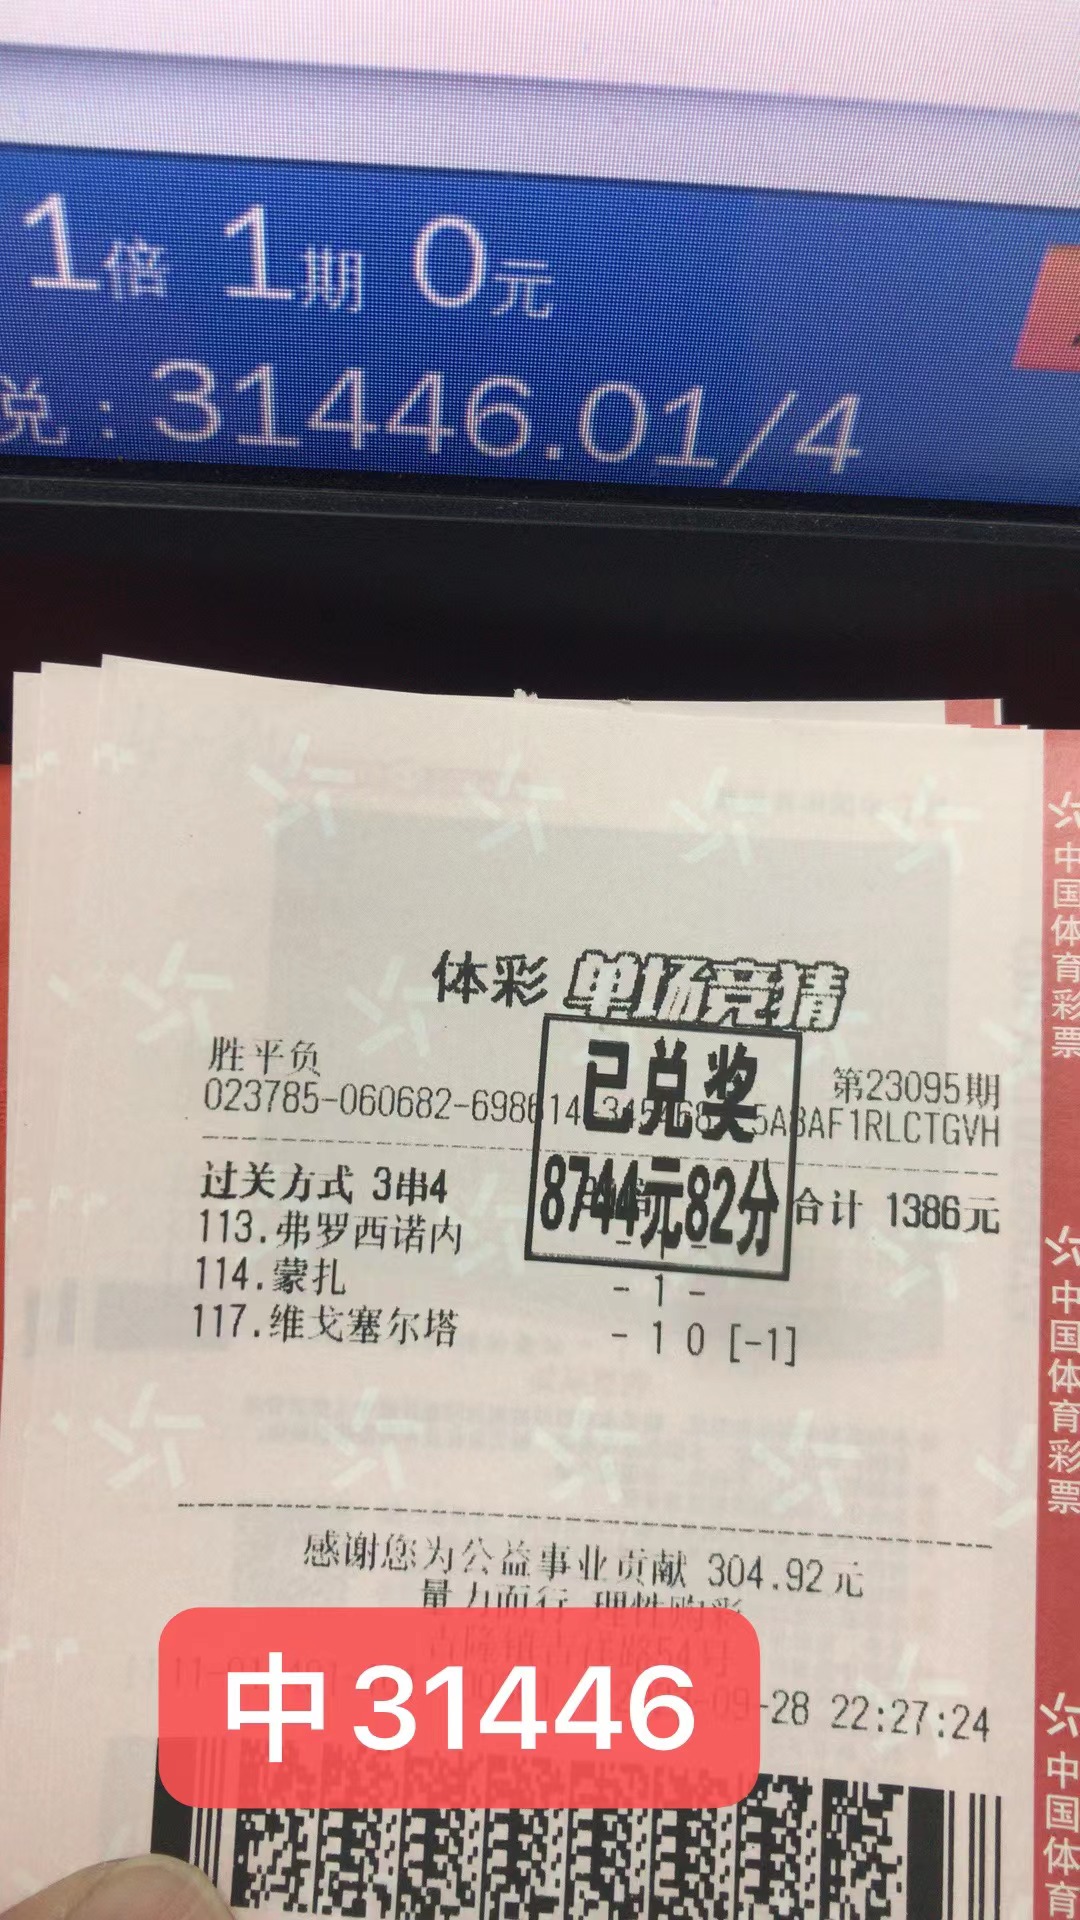 1倍 1期 0元
兑：31446.01/4
体彩 单场竞猜
胜平负
第23095期
已兑奖
8744元82分
过关方式 3串4
合计 1386元
113.弗罗西诺内
114.蒙扎
- 1 -
117.维戈塞尔塔
- 1 0 [-1]
感谢您为公益事业贡献 304.92元
量力而行 理性购彩
-09-28 22:27:24
中31446
中国体育彩票
中国体育彩票
中国体育